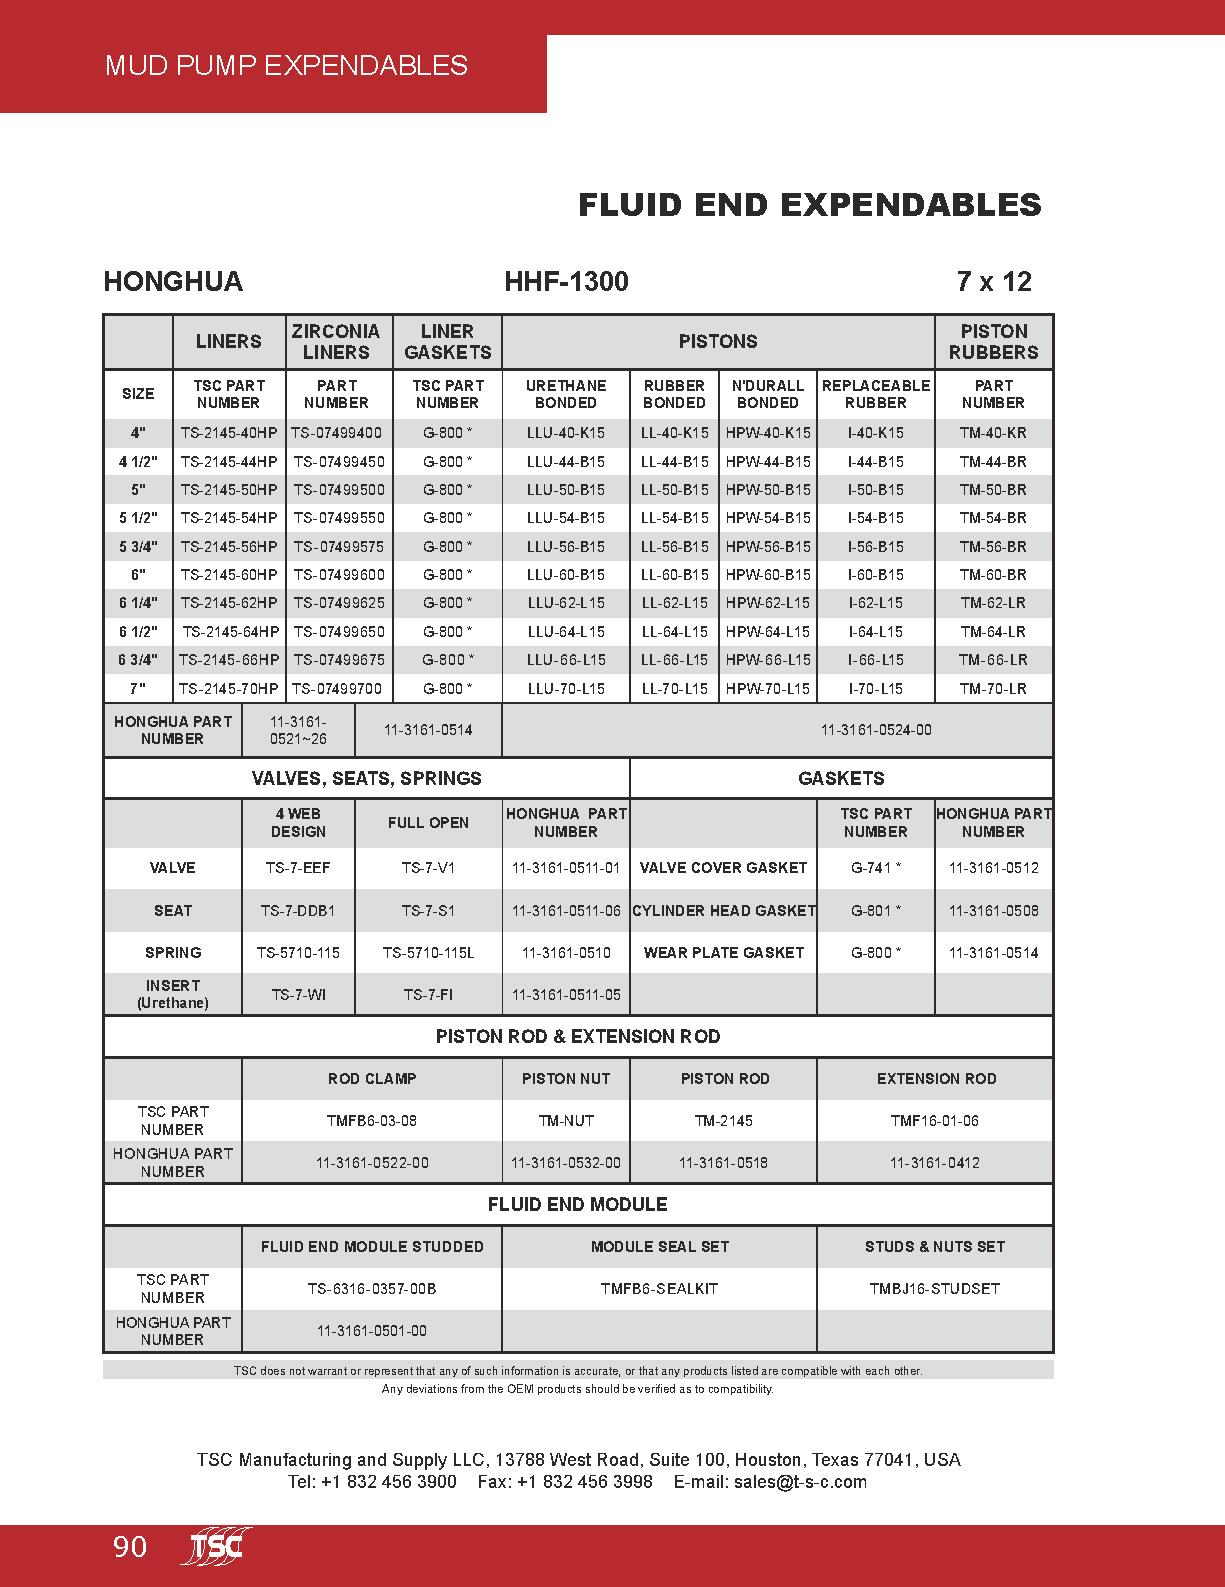 MUD PUMP EXPENDABLES
FLUID END EXPENDABLES
HONGHUA HHF-1300 7 x 12
LINERS ZIRCONIA LINERS LINER GASKETS PISTONS PISTON RUBBERS
SIZE TSC PART NUMBER PART NUMBER TSC PART NUMBER URETHANE BONDED RUBBER BONDED N'DURALL BONDED REPLACEABLE RUBBER PART NUMBER
4" TS-2145-40HP TS-07499400 G-800 * LLU-40-K15 LL-40-K15 HPW-40-K15 I-40-K15 TM-40-KR
4 1/2" TS-2145-44HP TS-07499450 G-800 * LLU-44-B15 LL-44-B15 HPW-44-B15 I-44-B15 TM-44-BR
5" TS-2145-50HP TS-07499500 G-800 * LLU-50-B15 LL-50-B15 HPW-50-B15 I-50-B15 TM-50-BR
5 1/2" TS-2145-54HP TS-07499550 G-800 * LLU-54-B15 LL-54-B15 HPW-54-B15 I-54-B15 TM-54-BR
5 3/4" TS-2145-56HP TS-07499575 G-800 * LLU-56-B15 LL-56-B15 HPW-56-B15 I-56-B15 TM-56-BR
6" TS-2145-60HP TS-07499600 G-800 * LLU-60-B15 LL-60-B15 HPW-60-B15 I-60-B15 TM-60-BR
6 1/4" TS-2145-62HP TS-07499625 G-800 * LLU-62-L15 LL-62-L15 HPW-62-L15 I-62-L15 TM-62-LR
6 1/2" TS-2145-64HP TS-07499650 G-800 * LLU-64-L15 LL-64-L15 HPW-64-L15 I-64-L15 TM-64-LR
6 3/4" TS-2145-66HP TS-07499675 G-800 * LLU-66-L15 LL-66-L15 HPW-66-L15 I-66-L15 TM-66-LR
7" TS-2145-70HP TS-07499700 G-800 * LLU-70-L15 LL-70-L15 HPW-70-L15 I-70-L15 TM-70-LR
HONGHUA PART NUMBER 11-3161-0521~26 11-3161-0514 11-3161-0524-00
VALVES, SEATS, SPRINGS GASKETS
4 WEB DESIGN FULL OPEN HONGHUA PART NUMBER TSC PART NUMBER HONGHUA PART NUMBER
VALVE TS-7-EEF TS-7-V1 11-3161-0511-01 VALVE COVER GASKET G-741 * 11-3161-0512
SEAT TS-7-DDB1 TS-7-S1 11-3161-0511-06 CYLINDER HEAD GASKET G-801 * 11-3161-0508
SPRING TS-5710-115 TS-5710-115L 11-3161-0510 WEAR PLATE GASKET G-800 * 11-3161-0514
INSERT (Urethane) TS-7-WI TS-7-FI 11-3161-0511-05
PISTON ROD & EXTENSION ROD
ROD CLAMP PISTON NUT PISTON ROD EXTENSION ROD
TSC PART NUMBER TMFB6-03-08 TM-NUT TM-2145 TMF16-01-06
HONGHUA PART NUMBER 11-3161-0522-00 11-3161-0532-00 11-3161-0518 11-3161-0412
FLUID END MODULE
FLUID END MODULE STUDDED MODULE SEAL SET STUDS & NUTS SET
TSC PART NUMBER TS-6316-0357-00B TMFB6-SEALKIT TMBJ16-STUDSET
HONGHUA PART NUMBER 11-3161-0501-00
TSC does not warrant or represent that any of such information is accurate, or that any products listed are compatible with each other.
Any deviations from the OEM products should be verified as to compatibility.
TSC Manufacturing and Supply LLC, 13788 West Road, Suite 100, Houston, Texas 77041, USA
Tel: +1 832 456 3900 Fax: +1 832 456 3998 E-mail: sales@t-s-c.com
90 TSC